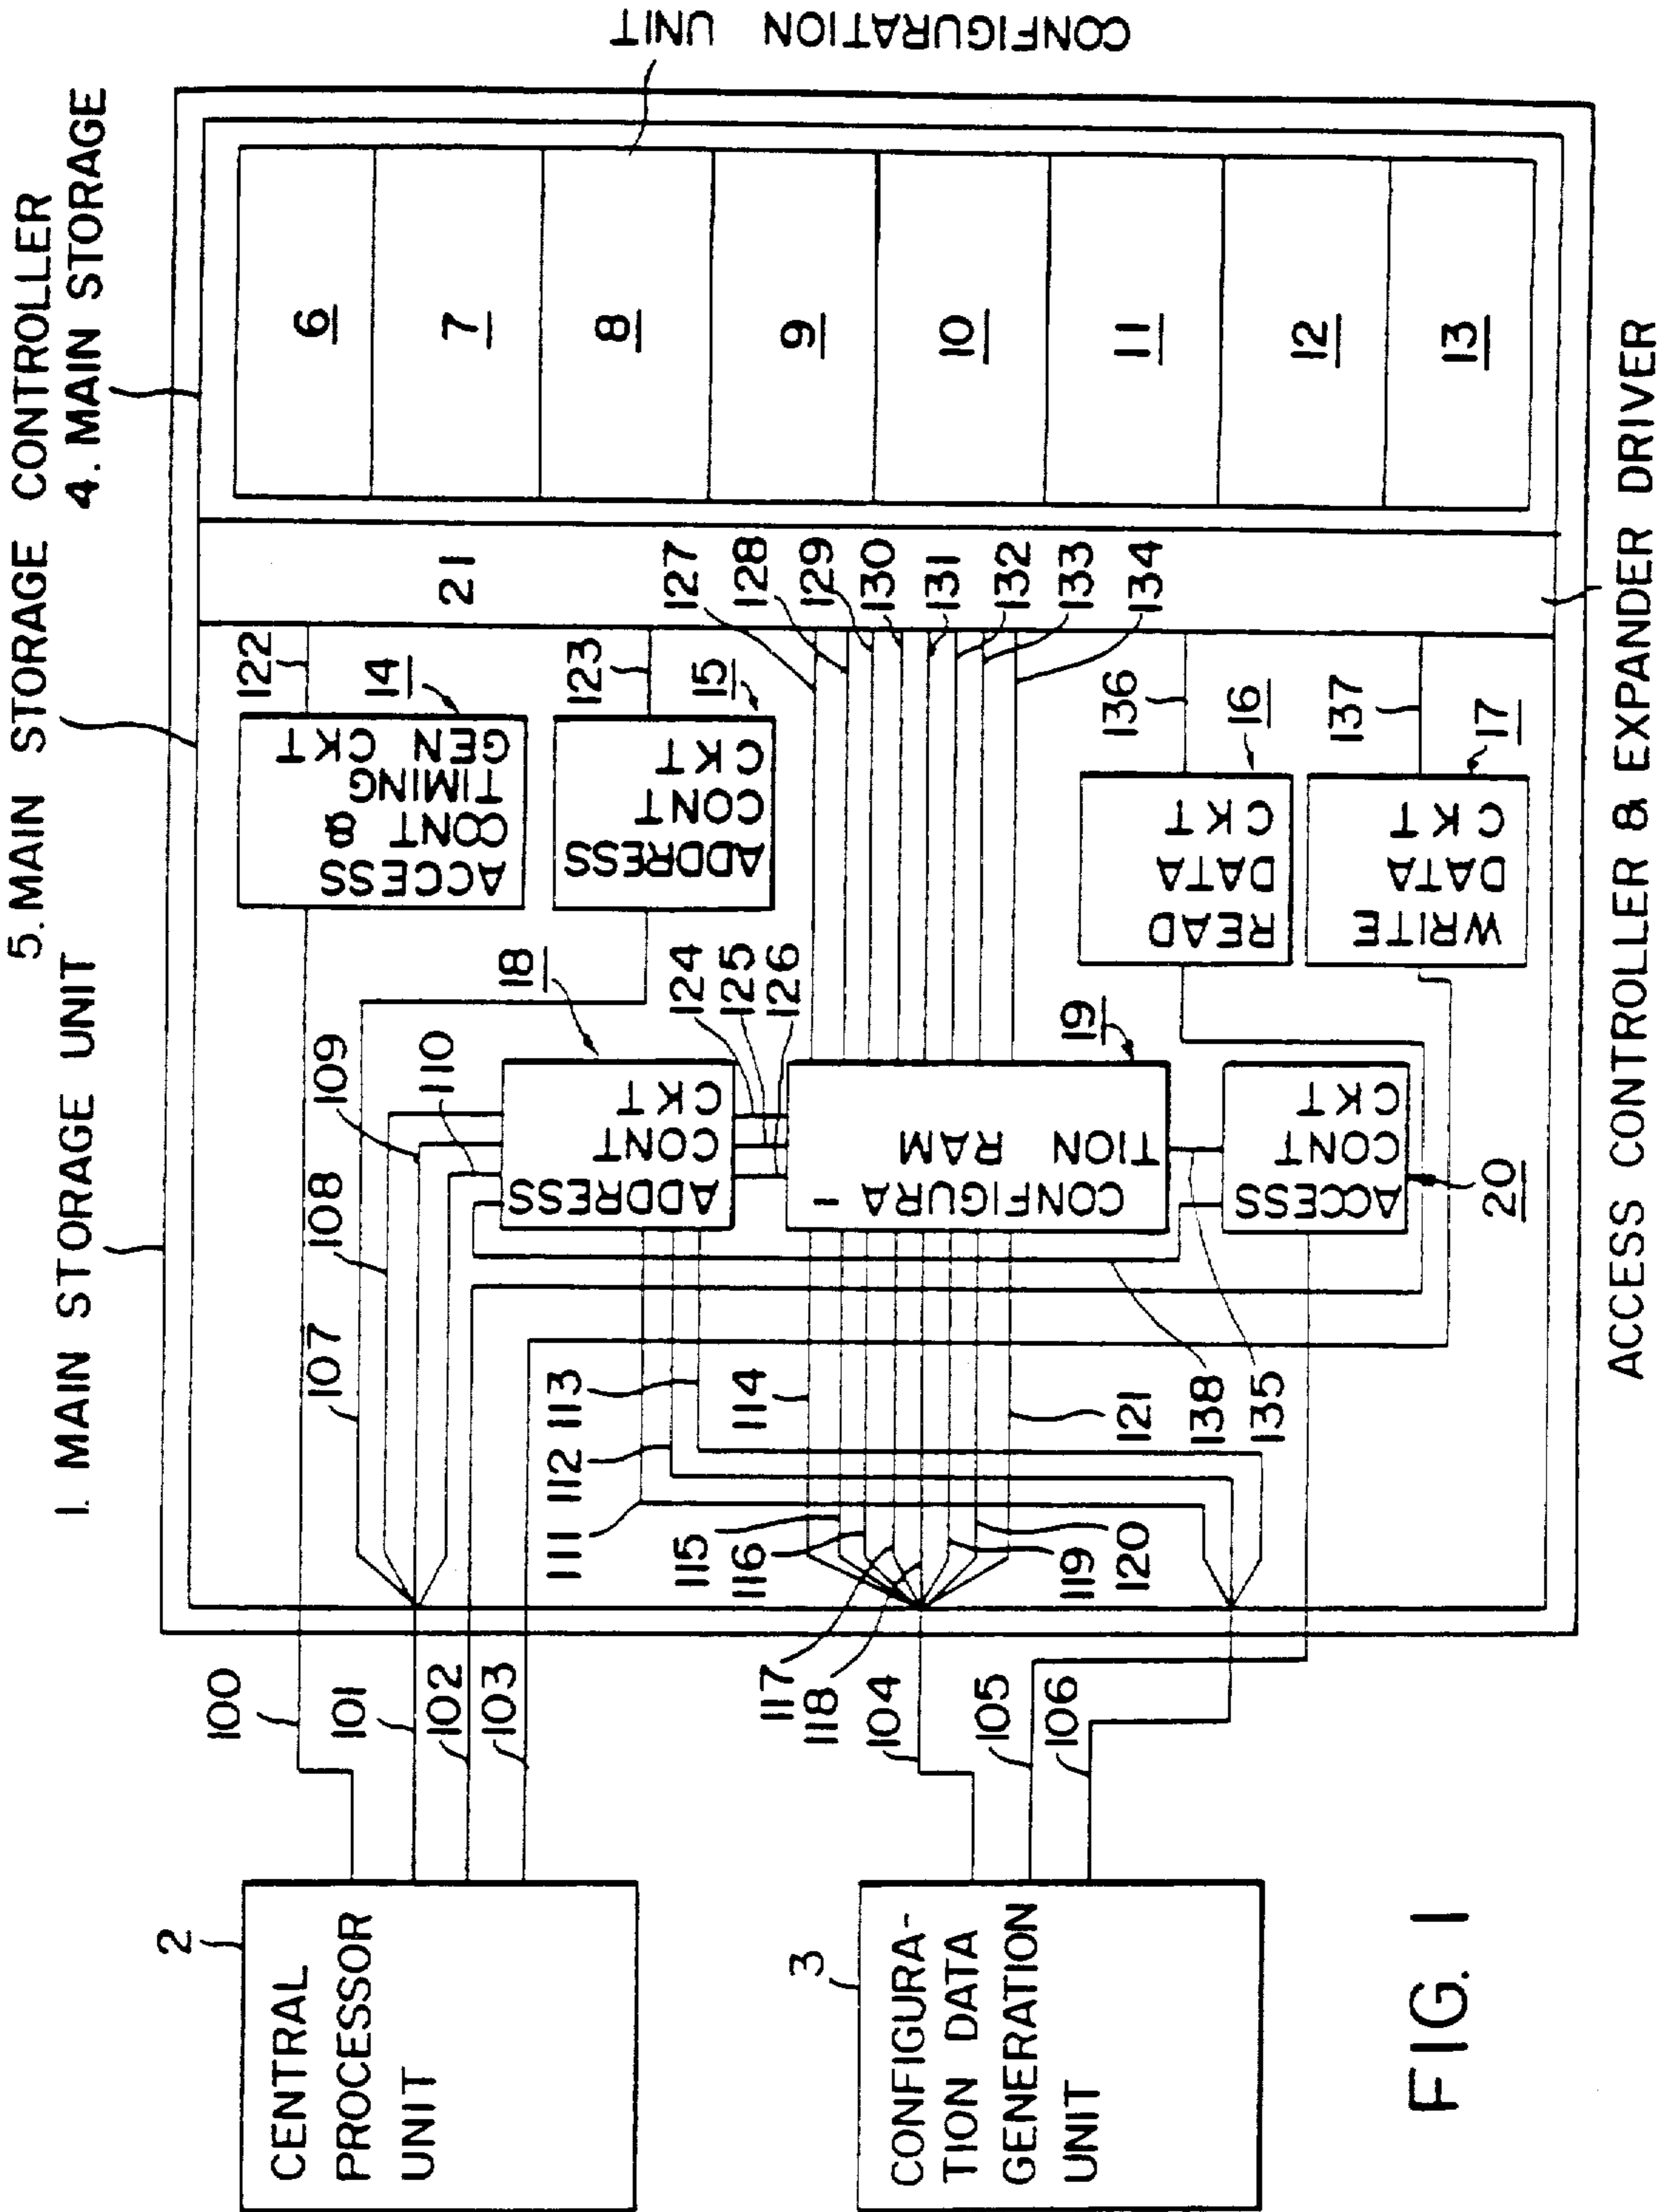 1. MAIN STORAGE UNIT
5. MAIN STORAGE CONTROLLER
4. MAIN STORAGE
2
CENTRAL
PROCESSOR
UNIT
3
CONFIGURA-
TION DATA
GENERATION
UNIT
100
101
102
103
104
105
106
107
108
109
110
111
112
113
114
115
116
117
118
119
120
121
138
135
18
ADDRESS
CONT
CKT
124
125
126
19
CONFIGURA-
TION RAM
20
ACCESS
CONT
CKT
122
14
ACCESS
CONT &
TIMING
GEN CKT
123
15
ADDRESS
CONT
CKT
127
128
129
130
131
132
133
134
136
16
READ
DATA
CKT
137
17
WRITE
DATA
CKT
21
6
7
8
9
10
11
12
13
CONFIGURATION
UNIT
ACCESS CONTROLLER & EXPANDER DRIVER
FIG. 1